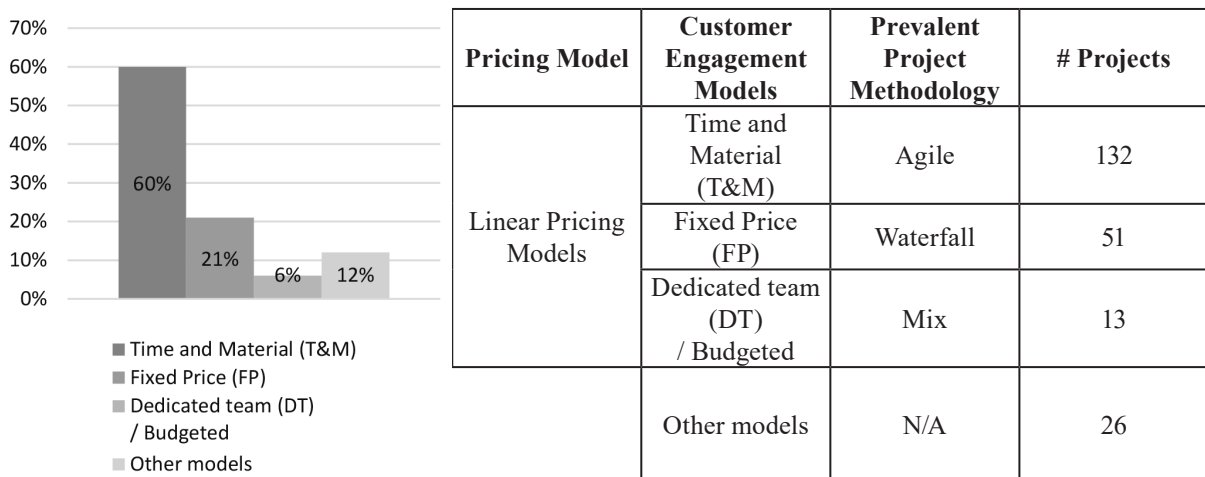 70%
60%
50%
40%
30%
20%
10%
0%
60%
21%
6%
12%
Time and Material (T&M)
Fixed Price (FP)
Dedicated team (DT)
/ Budgeted
Other models
Pricing Model
Customer
Engagement
Models
Prevalent
Project
Methodology
# Projects
Linear Pricing
Models
Time and
Material
(T&M)
Agile
132
Fixed Price
(FP)
Waterfall
51
Dedicated team
(DT)
/ Budgeted
Mix
13
Other models
N/A
26